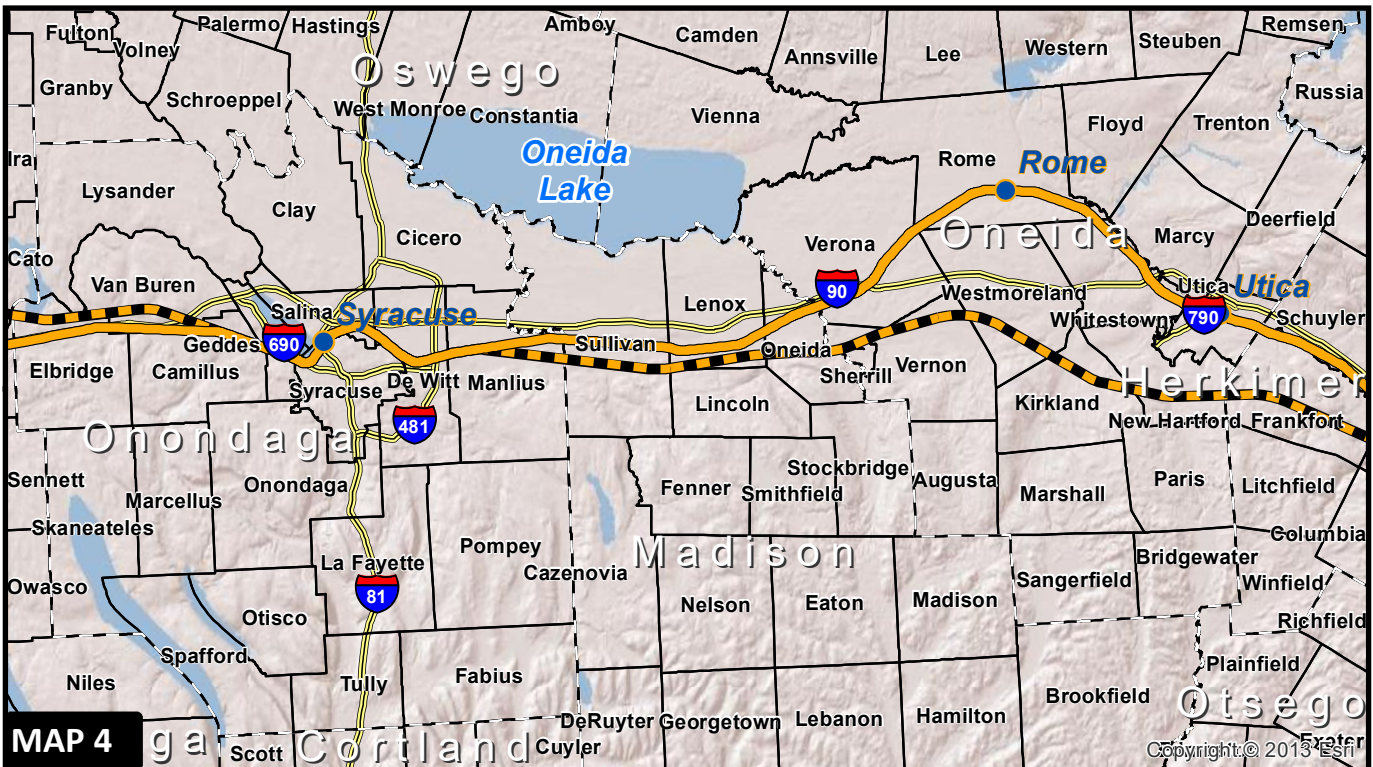 Palermo
Hastings
Amboy
Remsen
Fulton
Volney
Camden
Annsville
Lee
Western
Steuben
Oswego
Granby
Schroeppel
West Monroe
Constantia
Vienna
Floyd
Trenton
Russia
Ira
Oneida
Lake
Rome
Rome
Lysander
Clay
Cicero
Verona
Oneida
Marcy
Deerfield
Cato
Van Buren
Lenox
90
Westmoreland
Utica
Utica
Salina
Syracuse
Whitestown
790
Schuyler
Geddes
690
Sullivan
Oneida
Elbridge
Camillus
Syracuse
De Witt
Manlius
Sherrill
Vernon
Herkimer
Lincoln
Kirkland
New Hartford
Frankfort
481
Onondaga
Sennett
Marcellus
Onondaga
Fenner
Smithfield
Stockbridge
Augusta
Marshall
Paris
Litchfield
Skaneateles
Columbia
La Fayette
Pompey
Cazenovia
Madison
Bridgewater
Owasco
81
Nelson
Eaton
Madison
Sangerfield
Winfield
Otisco
Richfield
Spafford
Plainfield
Niles
Tully
Fabius
Brookfield
Otsego
DeRuyter
Georgetown
Lebanon
Hamilton
MAP 4
ga
Scott
Cortland
Cuyler
Exeter
Copyright:© 2013 Esri